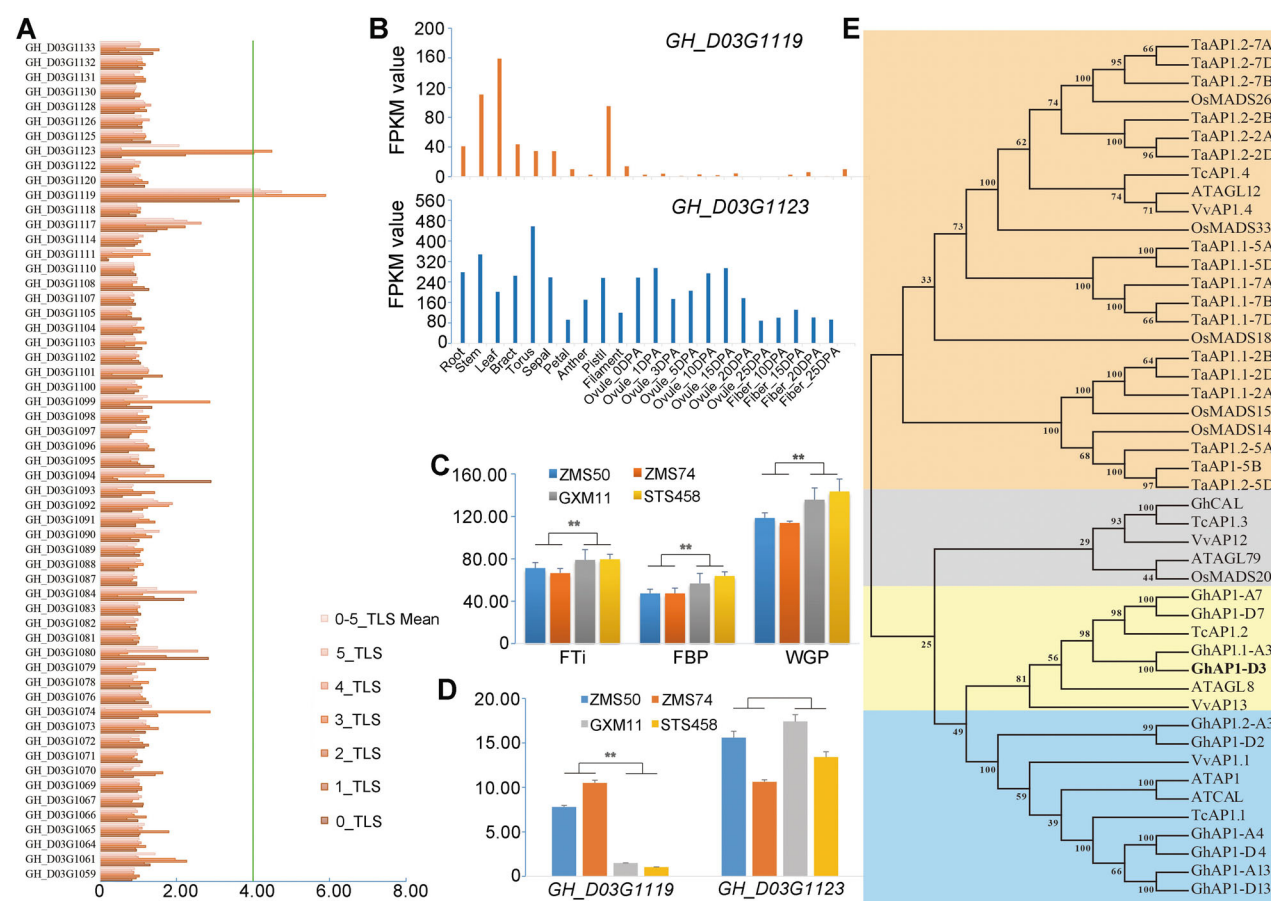 A
GH_D03G1133
GH_D03G1132
GH_D03G1131
GH_D03G1130
GH_D03G1128
GH_D03G1126
GH_D03G1125
GH_D03G1123
GH_D03G1122
GH_D03G1120
GH_D03G1119
GH_D03G1118
GH_D03G1117
GH_D03G1114
GH_D03G1111
GH_D03G1110
GH_D03G1108
GH_D03G1107
GH_D03G1105
GH_D03G1104
GH_D03G1103
GH_D03G1102
GH_D03G1101
GH_D03G1100
GH_D03G1099
GH_D03G1098
GH_D03G1097
GH_D03G1096
GH_D03G1095
GH_D03G1094
GH_D03G1093
GH_D03G1092
GH_D03G1091
GH_D03G1090
GH_D03G1089
GH_D03G1088
GH_D03G1087
GH_D03G1084
GH_D03G1083
GH_D03G1082
GH_D03G1081
GH_D03G1080
GH_D03G1079
GH_D03G1078
GH_D03G1076
GH_D03G1074
GH_D03G1073
GH_D03G1072
GH_D03G1071
GH_D03G1070
GH_D03G1069
GH_D03G1067
GH_D03G1066
GH_D03G1065
GH_D03G1064
GH_D03G1061
GH_D03G1059
0 2.00 4.00 6.00 8.00
0-5_TLS Mean
5_TLS
4_TLS
3_TLS
2_TLS
1_TLS
0_TLS
B
GH_D03G1119
FPKM value
200
160
120
80
40
0
GH_D03G1123
FPKM value
560
480
400
320
240
160
80
0
Root
Stem
Leaf
Bract
Torus
Sepal
Petal
Anther
Pistil
Filament
Ovule_0DPA
Ovule_1DPA
Ovule_3DPA
Ovule_5DPA
Ovule_10DPA
Ovule_15DPA
Ovule_20DPA
Ovule_25DPA
Fiber_10DPA
Fiber_15DPA
Fiber_20DPA
Fiber_25DPA
C
160.00
120.00
80.00
40.00
0.00
ZMS50 ZMS74
GXM11 STS458
**
**
**
FTi FBP WGP
D
20.00
15.00
10.00
5.00
0.00
ZMS50 ZMS74
GXM11 STS458
**
GH_D03G1119 GH_D03G1123
E
TaAP1.2-7A
TaAP1.2-7D
TaAP1.2-7B
OsMADS26
TaAP1.2-2B
TaAP1.2-2A
TaAP1.2-2D
TcAP1.4
ATAGL12
VvAP1.4
OsMADS33
TaAP1.1-5A
TaAP1.1-5D
TaAP1.1-7A
TaAP1.1-7B
TaAP1.1-7D
OsMADS18
TaAP1.1-2B
TaAP1.1-2D
TaAP1.1-2A
OsMADS15
OsMADS14
TaAP1.2-5A
TaAP1-5B
TaAP1.2-5D
GhCAL
TcAP1.3
VvAP12
ATAGL79
OsMADS20
GhAP1-A7
GhAP1-D7
TcAP1.2
GhAP1.1-A3
GhAP1-D3
ATAGL8
VvAP13
GhAP1.2-A3
GhAP1-D2
VvAP1.1
ATAP1
ATCAL
TcAP1.1
GhAP1-A4
GhAP1-D4
GhAP1-A13
GhAP1-D13
66
95
100
74
100
96
62
74
71
100
73
100
100
100
66
33
64
100
100
100
68
100
97
100
93
29
44
25
100
98
98
56
100
81
49
99
100
59
100
39
100
100
66
100